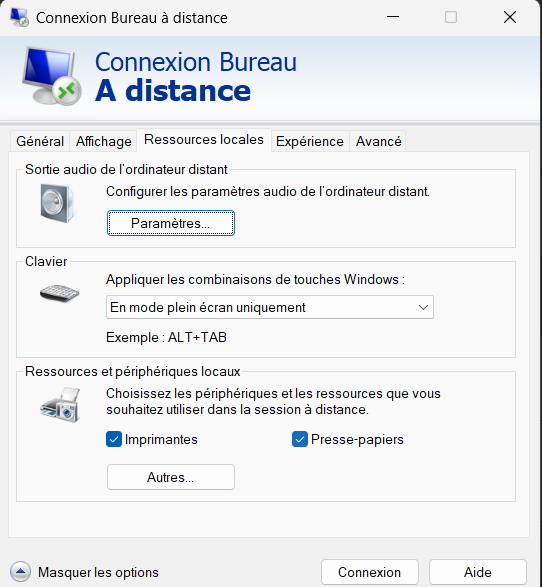 Connexion Bureau à distance
Connexion Bureau
A distance
Général Affichage Ressources locales Expérience Avancé
Sortie audio de l'ordinateur distant
Configurer les paramètres audio de l'ordinateur distant.
Paramètres...
Clavier
Appliquer les combinaisons de touches Windows :
En mode plein écran uniquement
Exemple : ALT+TAB
Ressources et périphériques locaux
Choisissez les périphériques et les ressources que vous
souhaitez utiliser dans la session à distance.
Imprimantes Presse-papiers
Autres...
Masquer les options Connexion Aide